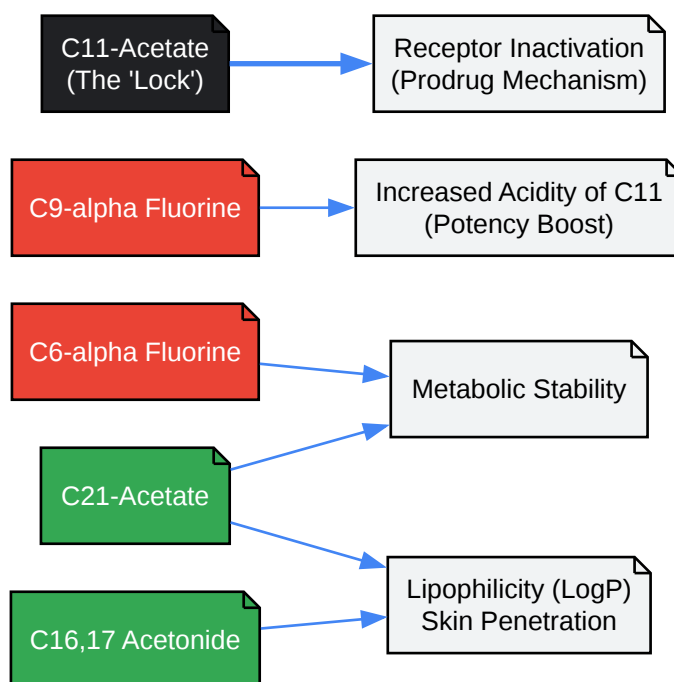 C11-Acetate
(The 'Lock')
Receptor Inactivation
(Prodrug Mechanism)
C9-alpha Fluorine
Increased Acidity of C11
(Potency Boost)
C6-alpha Fluorine
Metabolic Stability
C21-Acetate
Lipophilicity (LogP)
Skin Penetration
C16,17 Acetonide